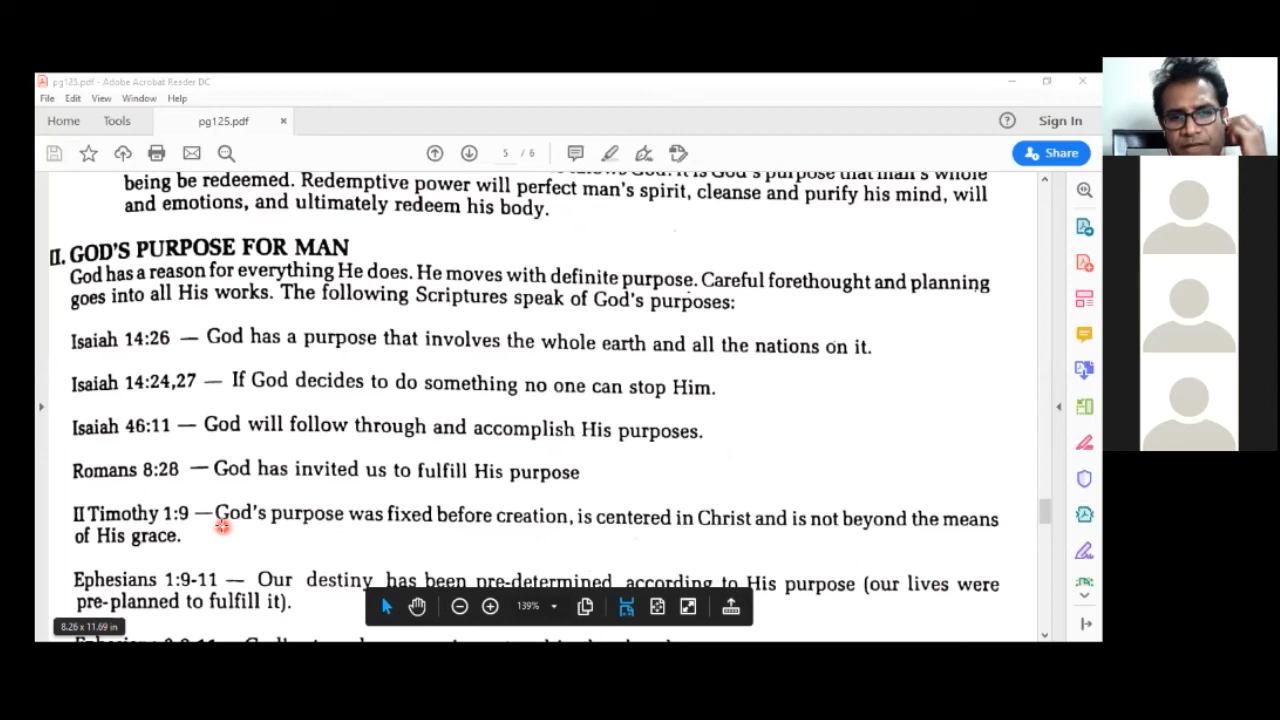 pg125.pdf - Adobe Acrobat Reader DC
File Edit View Window Help
Home Tools pg125.pdf × Sign In
5 / 6 Share
God. It is God's purpose that man's whole
being be redeemed. Redemptive power will perfect man's spirit, cleanse and purify his mind, will
and emotions, and ultimately redeem his body.
II. GOD'S PURPOSE FOR MAN
God has a reason for everything He does. He moves with definite purpose. Careful forethought and planning
goes into all His works. The following Scriptures speak of God's purposes:
Isaiah 14:26 — God has a purpose that involves the whole earth and all the nations on it.
Isaiah 14:24,27 — If God decides to do something no one can stop Him.
Isaiah 46:11 — God will follow through and accomplish His purposes.
Romans 8:28 — God has invited us to fulfill His purpose
II Timothy 1:9 — God's purpose was fixed before creation, is centered in Christ and is not beyond the means
of His grace.
Ephesians 1:9-11 — Our destiny has been pre-determined according to His purpose (our lives were
pre-planned to fulfill it).
139%
8.26 x 11.69 in